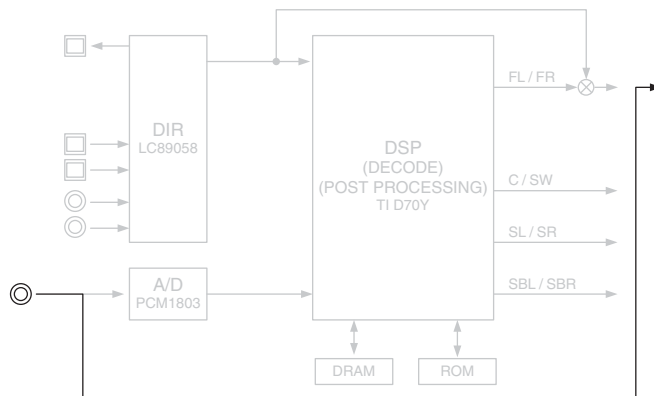 FL / FR
DIR
LC89058
DSP
(DECODE)
(POST PROCESSING)
TI D70Y
C / SW
SL / SR
A/D
PCM1803
SBL / SBR
DRAM
ROM